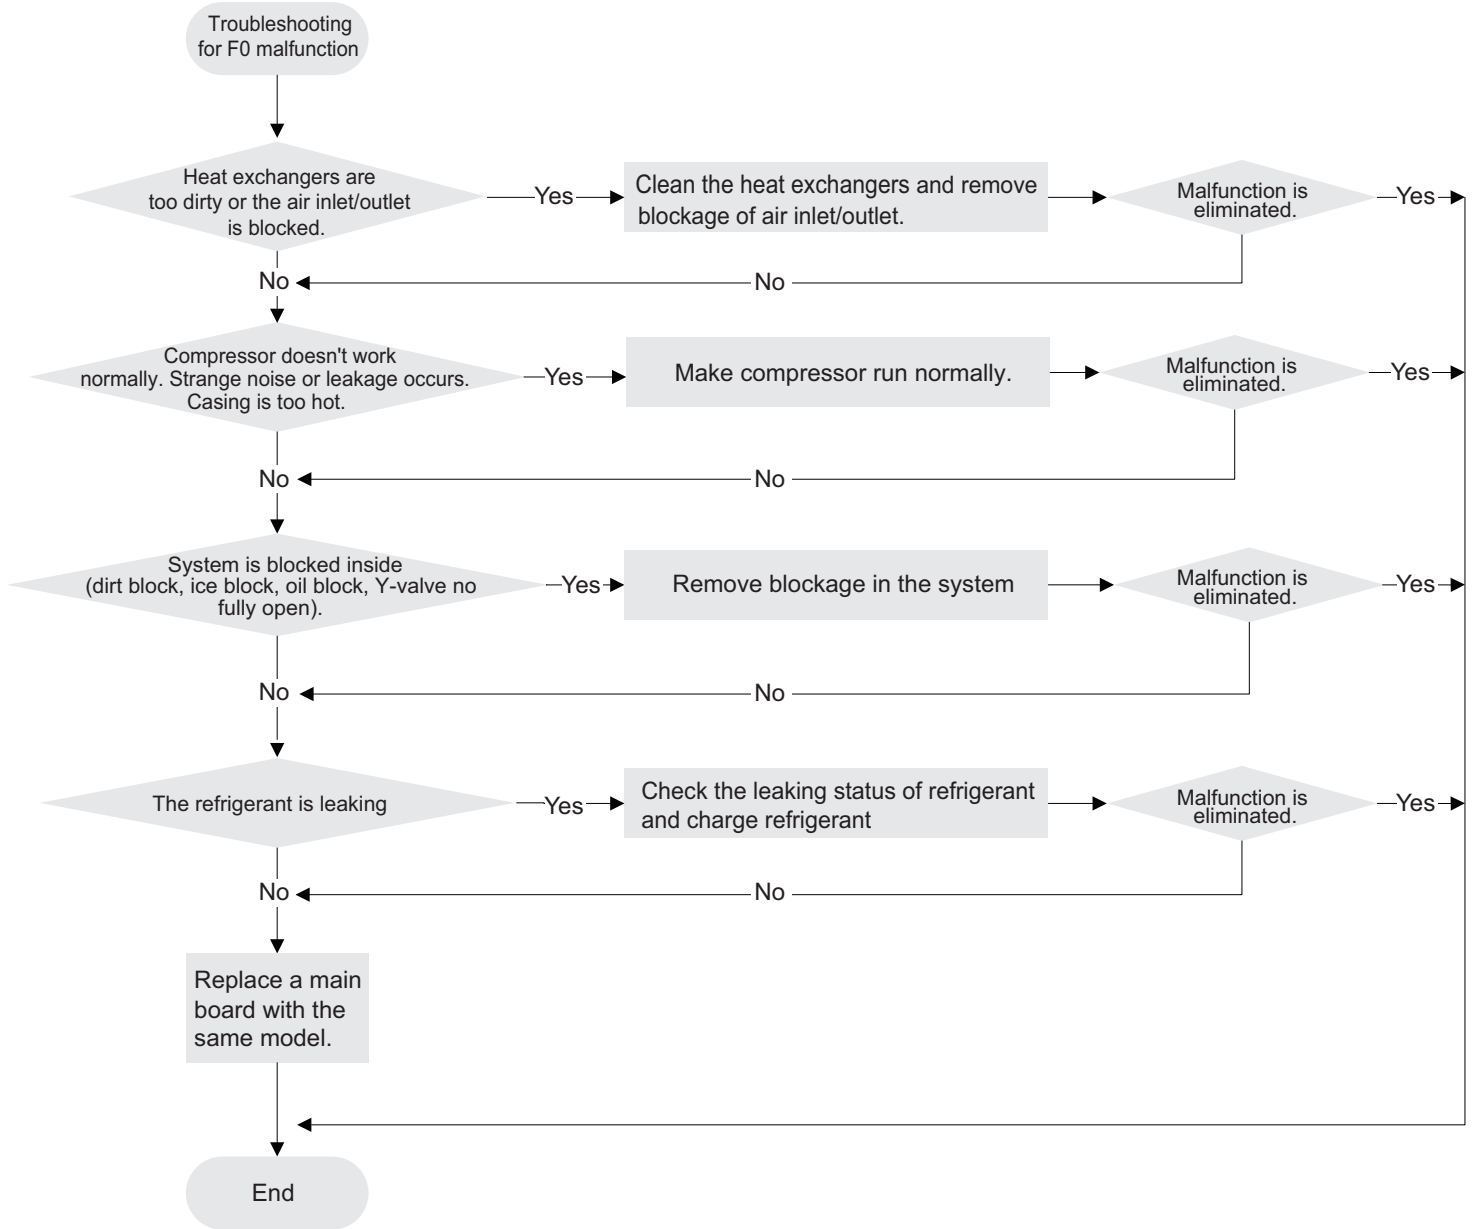 Troubleshooting
for F0 malfunction
Heat exchangers are
too dirty or the air inlet/outlet
is blocked.
Yes
Clean the heat exchangers and remove
blockage of air inlet/outlet.
Malfunction is
eliminated.
Yes
No
No
Compressor doesn't work
normally. Strange noise or leakage occurs.
Casing is too hot.
Yes
Make compressor run normally.
Malfunction is
eliminated.
Yes
No
No
System is blocked inside
(dirt block, ice block, oil block, Y-valve no
fully open).
Yes
Remove blockage in the system
Malfunction is
eliminated.
Yes
No
No
The refrigerant is leaking
Yes
Check the leaking status of refrigerant
and charge refrigerant
Malfunction is
eliminated.
Yes
No
No
Replace a main
board with the
same model.
End